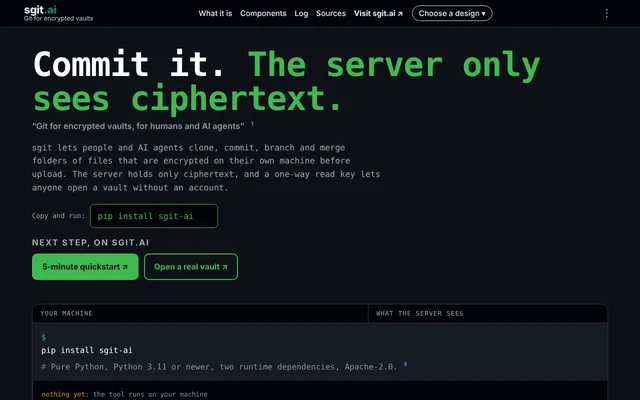 sgit.ai
Git for encrypted vaults
What it is
Components
Log
Sources
Visit sgit.ai ↗
Choose a design ▾
⋮
Commit it. The server only
sees ciphertext.
“Git for encrypted vaults, for humans and AI agents” 1
sgit lets people and AI agents clone, commit, branch and merge
folders of files that are encrypted on their own machine before
upload. The server holds only ciphertext, and a one-way read key lets
anyone open a vault without an account.
Copy and run: pip install sgit-ai
NEXT STEP, ON SGIT.AI
5-minute quickstart ↗
Open a real vault ↗
YOUR MACHINE
WHAT THE SERVER SEES
$
pip install sgit-ai
# Pure Python, Python 3.11 or newer, two runtime dependencies, Apache-2.0.
nothing yet: the tool runs on your machine